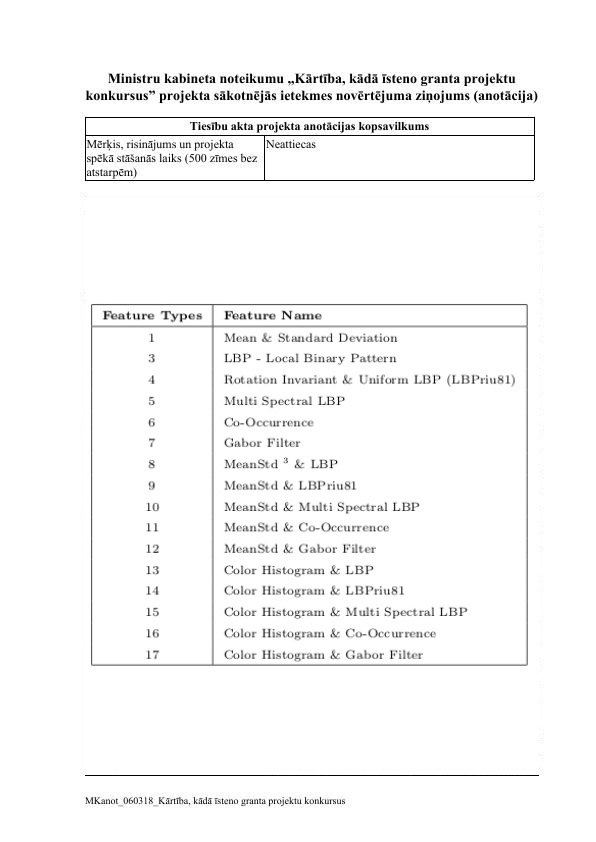 Ministru kabineta noteikumu „Kārtība, kādā īsteno granta projektu
konkursus” projekta sākotnējās ietekmes novērtējuma ziņojums (anotācija)
Tiesību akta projekta anotācijas kopsavilkums
Mērķis, risinājums un projekta
spēkā stāšanās laiks (500 zīmes bez
atstarpēm)
Neattiecas
Feature Types Feature Name
1 Mean & Standard Deviation
3 LBP - Local Binary Pattern
4 Rotation Invariant & Uniform LBP (LBPriu81)
5 Multi Spectral LBP
6 Co-Occurrence
7 Gabor Filter
8 MeanStd 3 & LBP
9 MeanStd & LBPriu81
10 MeanStd & Multi Spectral LBP
11 MeanStd & Co-Occurrence
12 MeanStd & Gabor Filter
13 Color Histogram & LBP
14 Color Histogram & LBPriu81
15 Color Histogram & Multi Spectral LBP
16 Color Histogram & Co-Occurrence
17 Color Histogram & Gabor Filter
MKanot_060318_Kārtība, kādā īsteno granta projektu konkursus